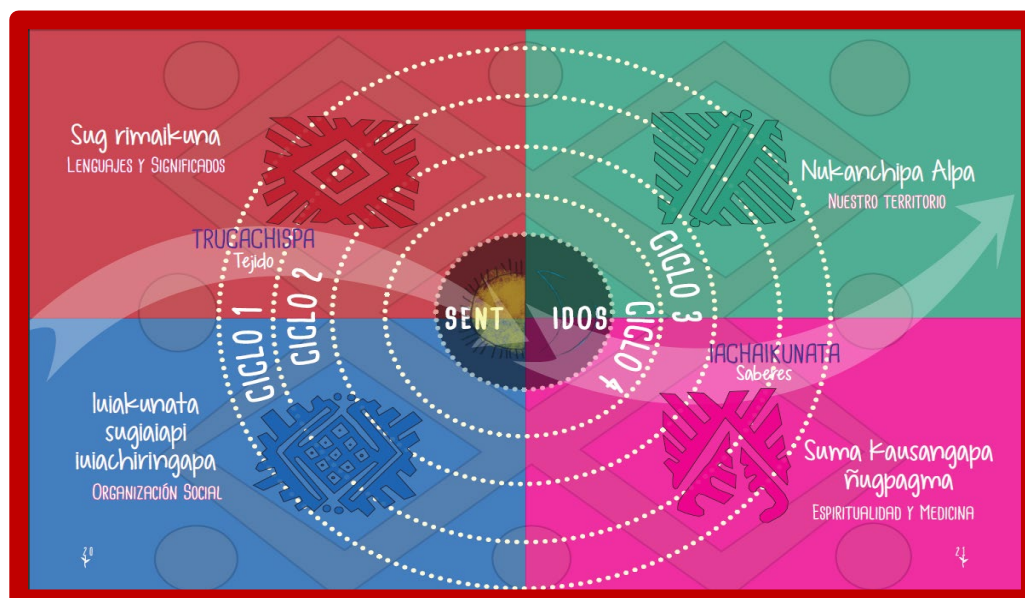 Sug rimaikuna
LENGUAJES Y SIGNIFICADOS
TRUCACHISPA
Tejido
CICLO 1
CICLO 2
Iuiakunata
sugiaiapi
iuiachiringapa
ORGANIZACIÓN SOCIAL
20
SENT IDOS
Nukanchipa Alpa
NUESTRO TERRITORIO
CICLO 3
CICLO 4
IACHAIKUNATA
Saberes
Suma Kausangapa
ñugpagma
ESPIRITUALIDAD Y MEDICINA
21